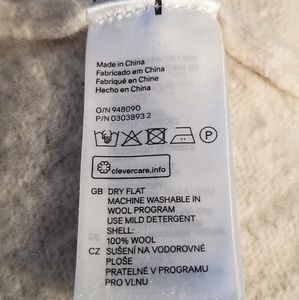 Made in China
Fabricado em China
Fabriqué en Chine
Hecho en China
O/N 948090
P/N 0303893 2
P
clevercare.info
GB DRY FLAT
MACHINE WASHABLE IN
WOOL PROGRAM
USE MILD DETERGENT
SHELL:
100% WOOL
CZ SUŠENÍ NA VODOROVNÉ
PLOŠE
PRATELNÉ V PROGRAMU
PRO VLNU